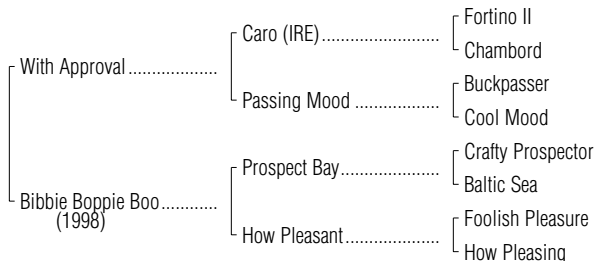 Fortino II
Caro (IRE)........................
Chambord
With Approval..................
Buckpasser
Passing Mood .................
Cool Mood
Crafty Prospector
Prospect Bay....................
Baltic Sea
Bibbie Boppie Boo...........
(1998)
Foolish Pleasure
How Pleasant...................
How Pleasing